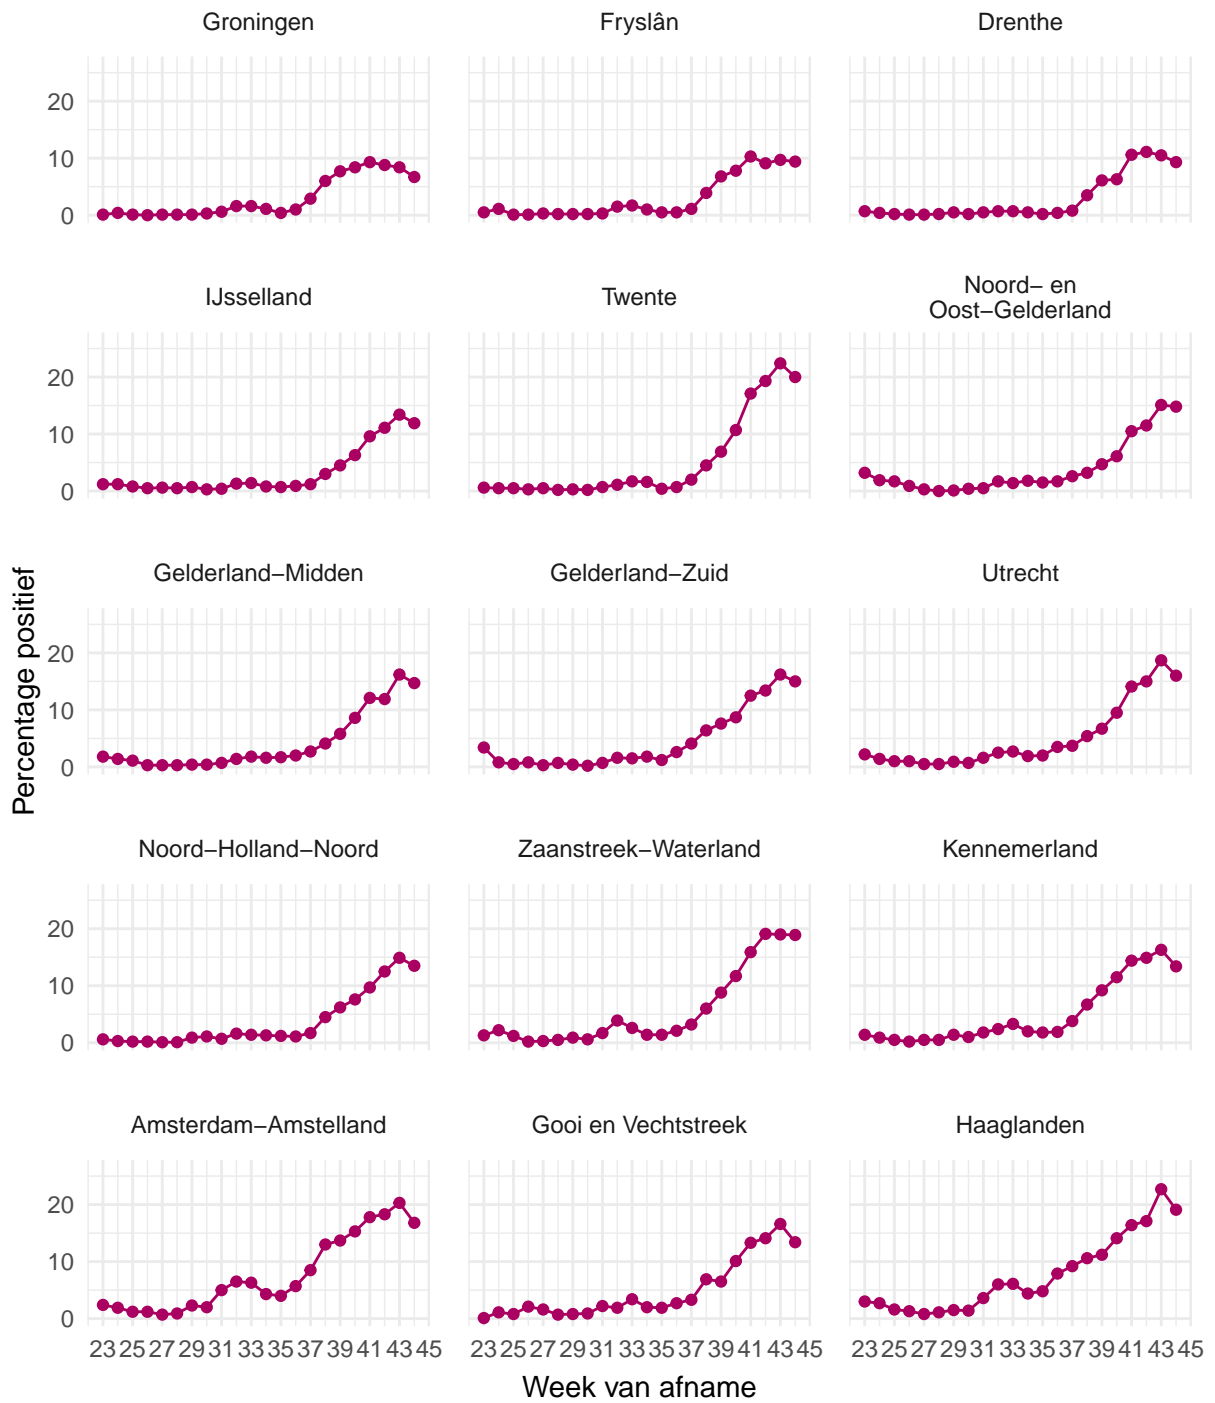 Groningen
Fryslân
Drenthe
20
10
0
IJsselland
Twente
Noord− en
Oost−Gelderland
20
10
0
Gelderland−Midden
Gelderland−Zuid
Utrecht
20
10
0
Percentage positief
Noord−Holland−Noord
Zaanstreek−Waterland
Kennemerland
20
10
0
Amsterdam−Amstelland
Gooi en Vechtstreek
Haaglanden
20
10
0
23 25 27 29 31 33 35 37 39 41 43 45
23 25 27 29 31 33 35 37 39 41 43 45
23 25 27 29 31 33 35 37 39 41 43 45
Week van afname